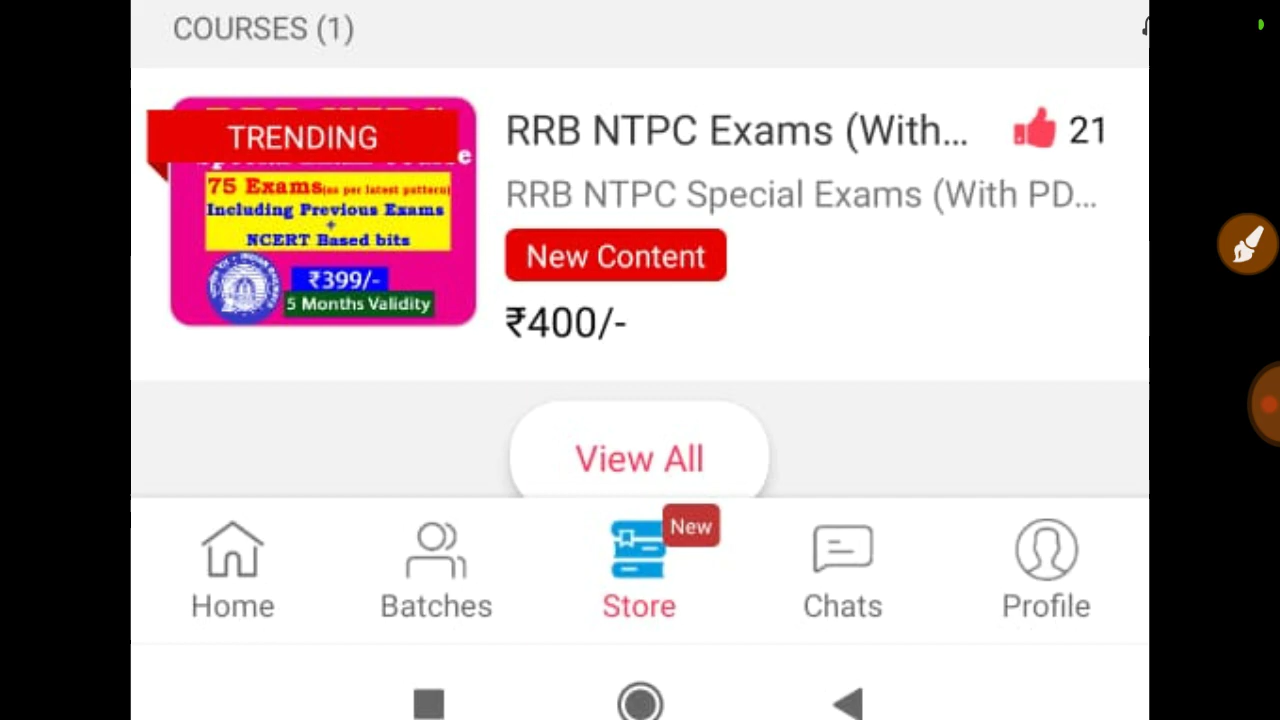 COURSES (1)
TRENDING
75 Exams(as per latest pattern)
Including Previous Exams
+
NCERT Based bits
₹399/-
5 Months Validity
RRB NTPC Exams (With...
21
RRB NTPC Special Exams (With PD...
New Content
₹400/-
View All
New
Home
Batches
Store
Chats
Profile